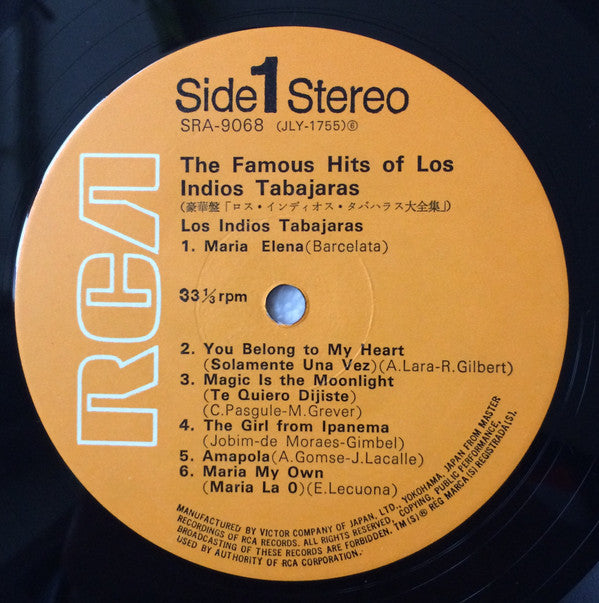 Side 1 Stereo
SRA-9068 (JLY-1755)⑥
The Famous Hits of Los
Indios Tabajaras
(豪華盤「ロス・インディオス・タバハラス大全集」)
Los Indios Tabajaras
1. Maria Elena (Barcelata)
33 ⅓ rpm
2. You Belong to My Heart
(Solamente Una Vez) (A.Lara-R.Gilbert)
3. Magic Is the Moonlight
(Te Quiero Dijiste)
(C.Pasgule-M.Grever)
4. The Girl from Ipanema
(Jobim-de Moraes-Gimbel)
5. Amapola (A.Gomse-J.Lacalle)
6. Maria My Own
(Maria La O) (E.Lecuona)
RCA
MANUFACTURED BY VICTOR COMPANY OF JAPAN, LTD., YOKOHAMA, JAPAN FROM MASTER
RECORDINGS OF RCA RECORDS. ALL RIGHTS RESERVED, COPYING, PUBLIC PERFORMANCE,
BROADCASTING OF THESE RECORDS ARE FORBIDDEN. TM(S)® REG MARCA(S) REGISTRADA(S).
USED BY AUTHORITY OF RCA CORPORATION.